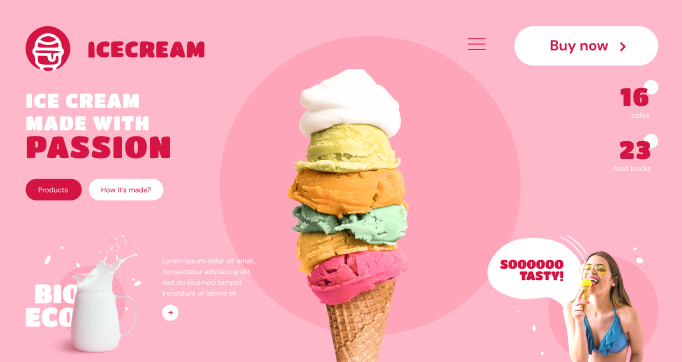 ICECREAM
Buy now
ICE CREAM
MADE WITH
PASSION
16
cafes
23
food trucks
Products
How it's made?
Lorem ipsum dolor sit amet,
consectetur adipiscing elit,
sed do eiusmod tempor
incididunt ut labore et
BIO
ECO
SOOOOOO
TASTY!